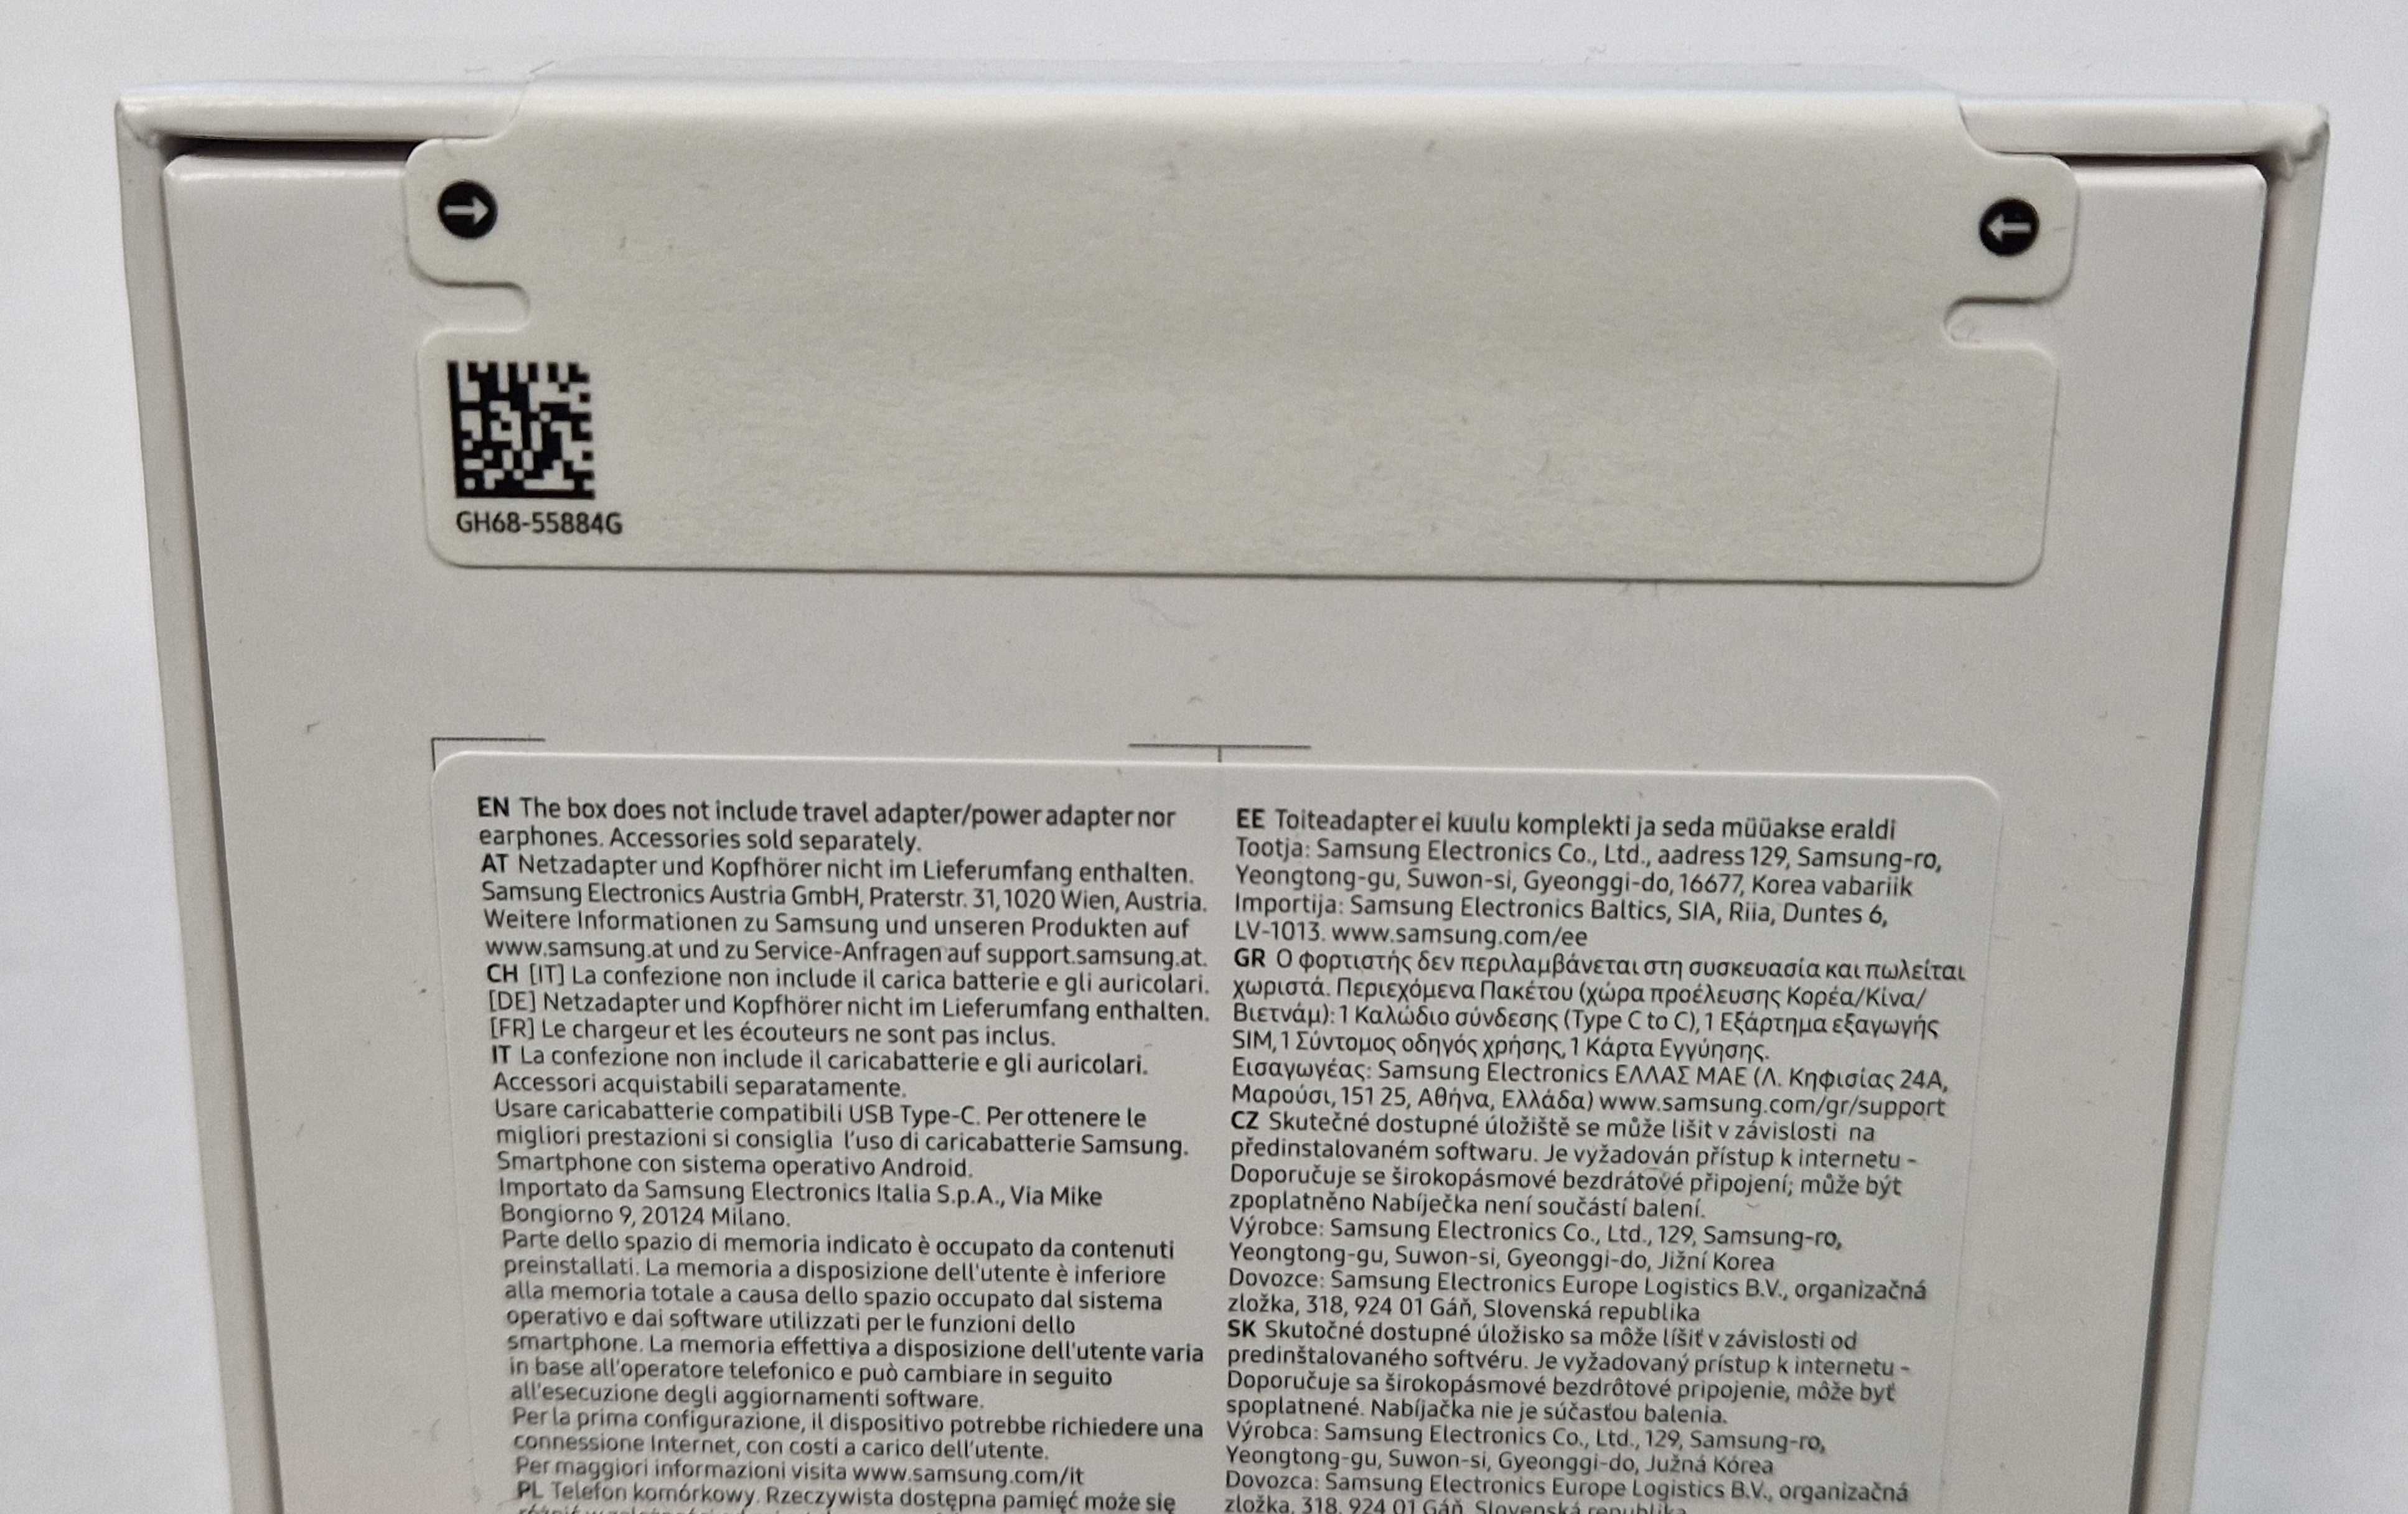 GH68-55884G
EN The box does not include travel adapter/power adapter nor
earphones. Accessories sold separately.
AT Netzadapter und Kopfhörer nicht im Lieferumfang enthalten.
Samsung Electronics Austria GmbH, Praterstr. 31, 1020 Wien, Austria.
Weitere Informationen zu Samsung und unseren Produkten auf
www.samsung.at und zu Service-Anfragen auf support.samsung.at.
CH [IT] La confezione non include il carica batterie e gli auricolari.
[DE] Netzadapter und Kopfhörer nicht im Lieferumfang enthalten.
[FR] Le chargeur et les écouteurs ne sont pas inclus.
IT La confezione non include il caricabatterie e gli auricolari.
Accessori acquistabili separatamente.
Usare caricabatterie compatibili USB Type-C. Per ottenere le
migliori prestazioni si consiglia l'uso di caricabatterie Samsung.
Smartphone con sistema operativo Android.
Importato da Samsung Electronics Italia S.p.A., Via Mike
Bongiorno 9, 20124 Milano.
Parte dello spazio di memoria indicato è occupato da contenuti
preinstallati. La memoria a disposizione dell'utente è inferiore
alla memoria totale a causa dello spazio occupato dal sistema
operativo e dai software utilizzati per le funzioni dello
smartphone. La memoria effettiva a disposizione dell'utente varia
in base all'operatore telefonico e può cambiare in seguito
all'esecuzione degli aggiornamenti software.
Per la prima configurazione, il dispositivo potrebbe richiedere una
connessione Internet, con costi a carico dell'utente.
Per maggiori informazioni visita www.samsung.com/it
PL Telefon komórkowy. Rzeczywista dostępna pamięć może się
EE Toiteadapter ei kuulu komplekti ja seda müüakse eraldi
Tootja: Samsung Electronics Co., Ltd., aadress 129, Samsung-ro,
Yeongtong-gu, Suwon-si, Gyeonggi-do, 16677, Korea vabariik
Importija: Samsung Electronics Baltics, SIA, Riia, Duntes 6,
LV-1013. www.samsung.com/ee
GR Ο φορτιστής δεν περιλαμβάνεται στη συσκευασία και πωλείται
χωριστά. Περιεχόμενα Πακέτου (χώρα προέλευσης Κορέα/Κίνα/
Βιετνάμ): 1 Καλώδιο σύνδεσης (Type C to C), 1 Εξάρτημα εξαγωγής
SIM, 1 Σύντομος οδηγός χρήσης, 1 Κάρτα Εγγύησης.
Εισαγωγέας: Samsung Electronics ΕΛΛΑΣ ΜΑΕ (Λ. Κηφισίας 24Α,
Μαρούσι, 151 25, Αθήνα, Ελλάδα) www.samsung.com/gr/support
CZ Skutečné dostupné úložiště se může lišit v závislosti na
předinstalovaném softwaru. Je vyžadován přístup k internetu -
Doporučuje se širokopásmové bezdrátové připojení; může být
zpoplatněno Nabíječka není součástí balení.
Výrobce: Samsung Electronics Co., Ltd., 129, Samsung-ro,
Yeongtong-gu, Suwon-si, Gyeonggi-do, Jižní Korea
Dovozce: Samsung Electronics Europe Logistics B.V., organizačná
zložka, 318, 924 01 Gáň, Slovenská republika
SK Skutočné dostupné úložisko sa môže líšiť v závislosti od
predinštalovaného softvéru. Je vyžadovaný prístup k internetu -
Doporučuje sa širokopásmové bezdrôtové pripojenie, môže byť
spoplatnené. Nabíjačka nie je súčasťou balenia.
Výrobca: Samsung Electronics Co., Ltd., 129, Samsung-ro,
Yeongtong-gu, Suwon-si, Gyeonggi-do, Južná Kórea
Dovozca: Samsung Electronics Europe Logistics B.V., organizačná
zložka, 318, 924 01 Gáň, Slovenská republika